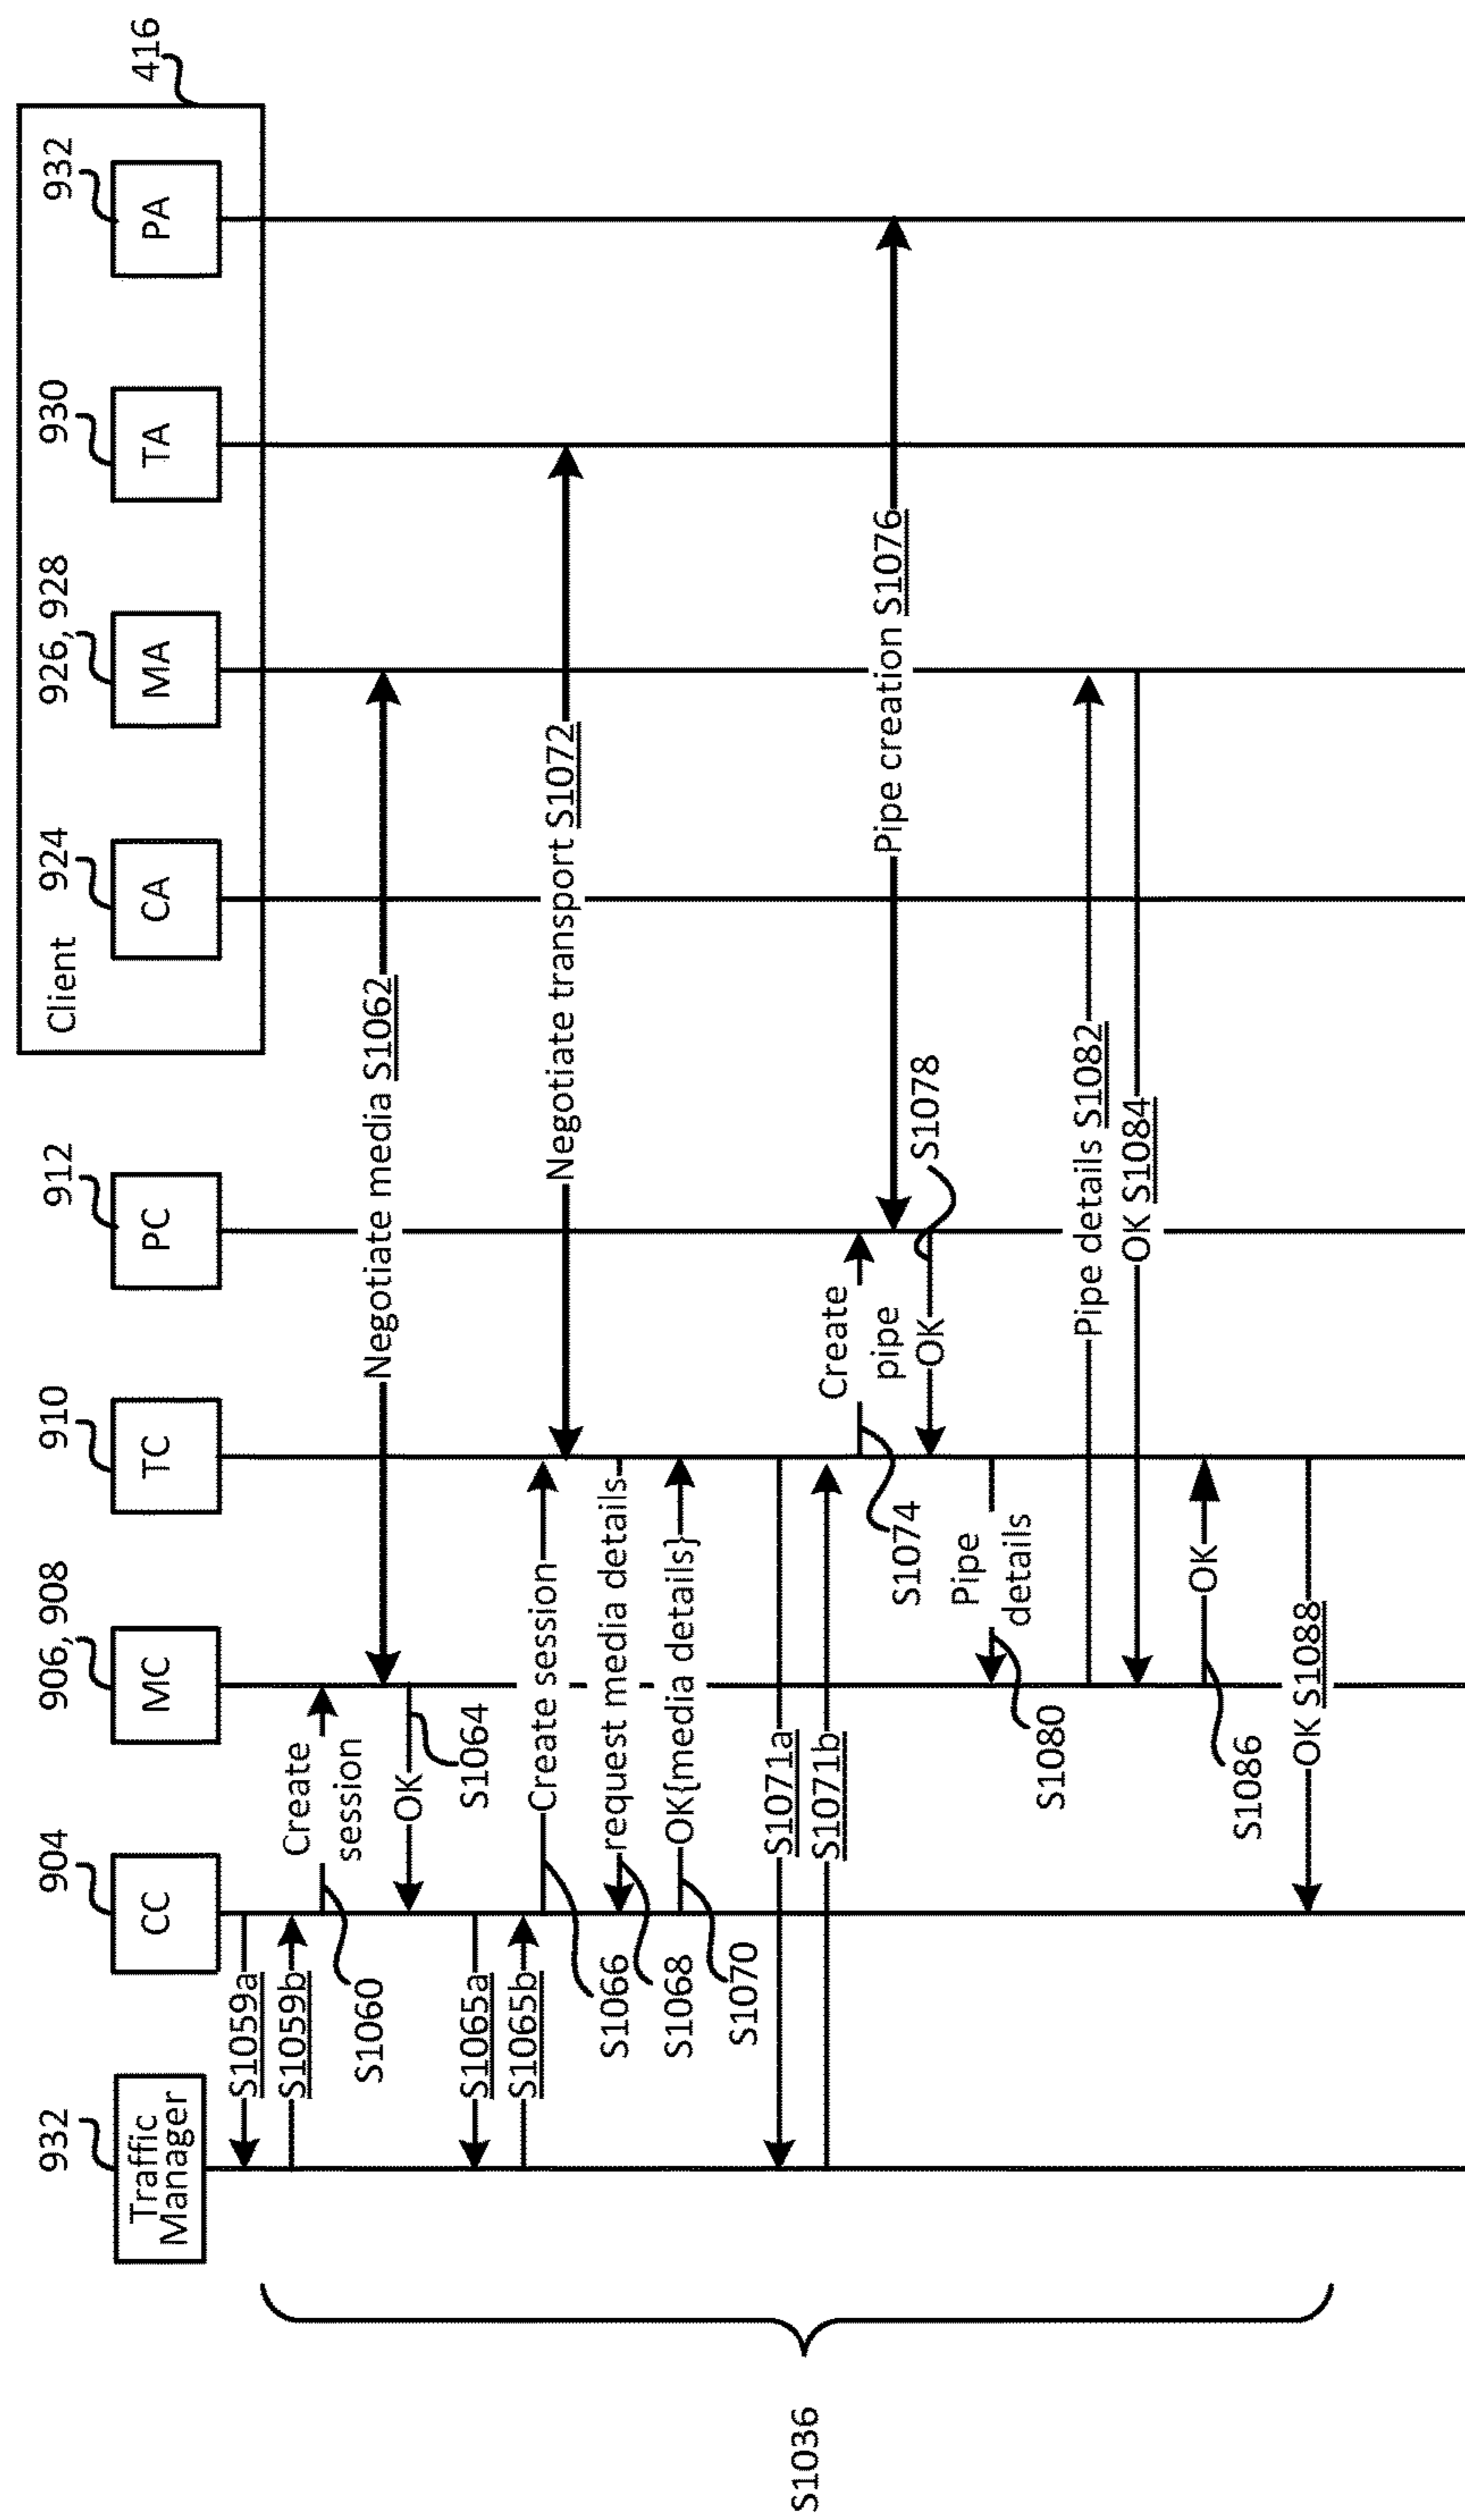 416
932
904
906, 908
910
912
924
926, 928
930
932
Client
Traffic
Manager
CC
MC
TC
PC
CA
MA
TA
PA
S1059a
S1059b
Create
session
S1060
Negotiate media S1062
OK
S1064
S1065a
S1065b
Create session
S1066
Negotiate transport S1072
request media details
S1068
OK{media details}
S1070
S1071a
S1071b
Create
pipe
S1074
Pipe creation S1076
OK
S1078
Pipe
details
S1080
Pipe details S1082
OK S1084
OK
S1086
OK S1088
S1036